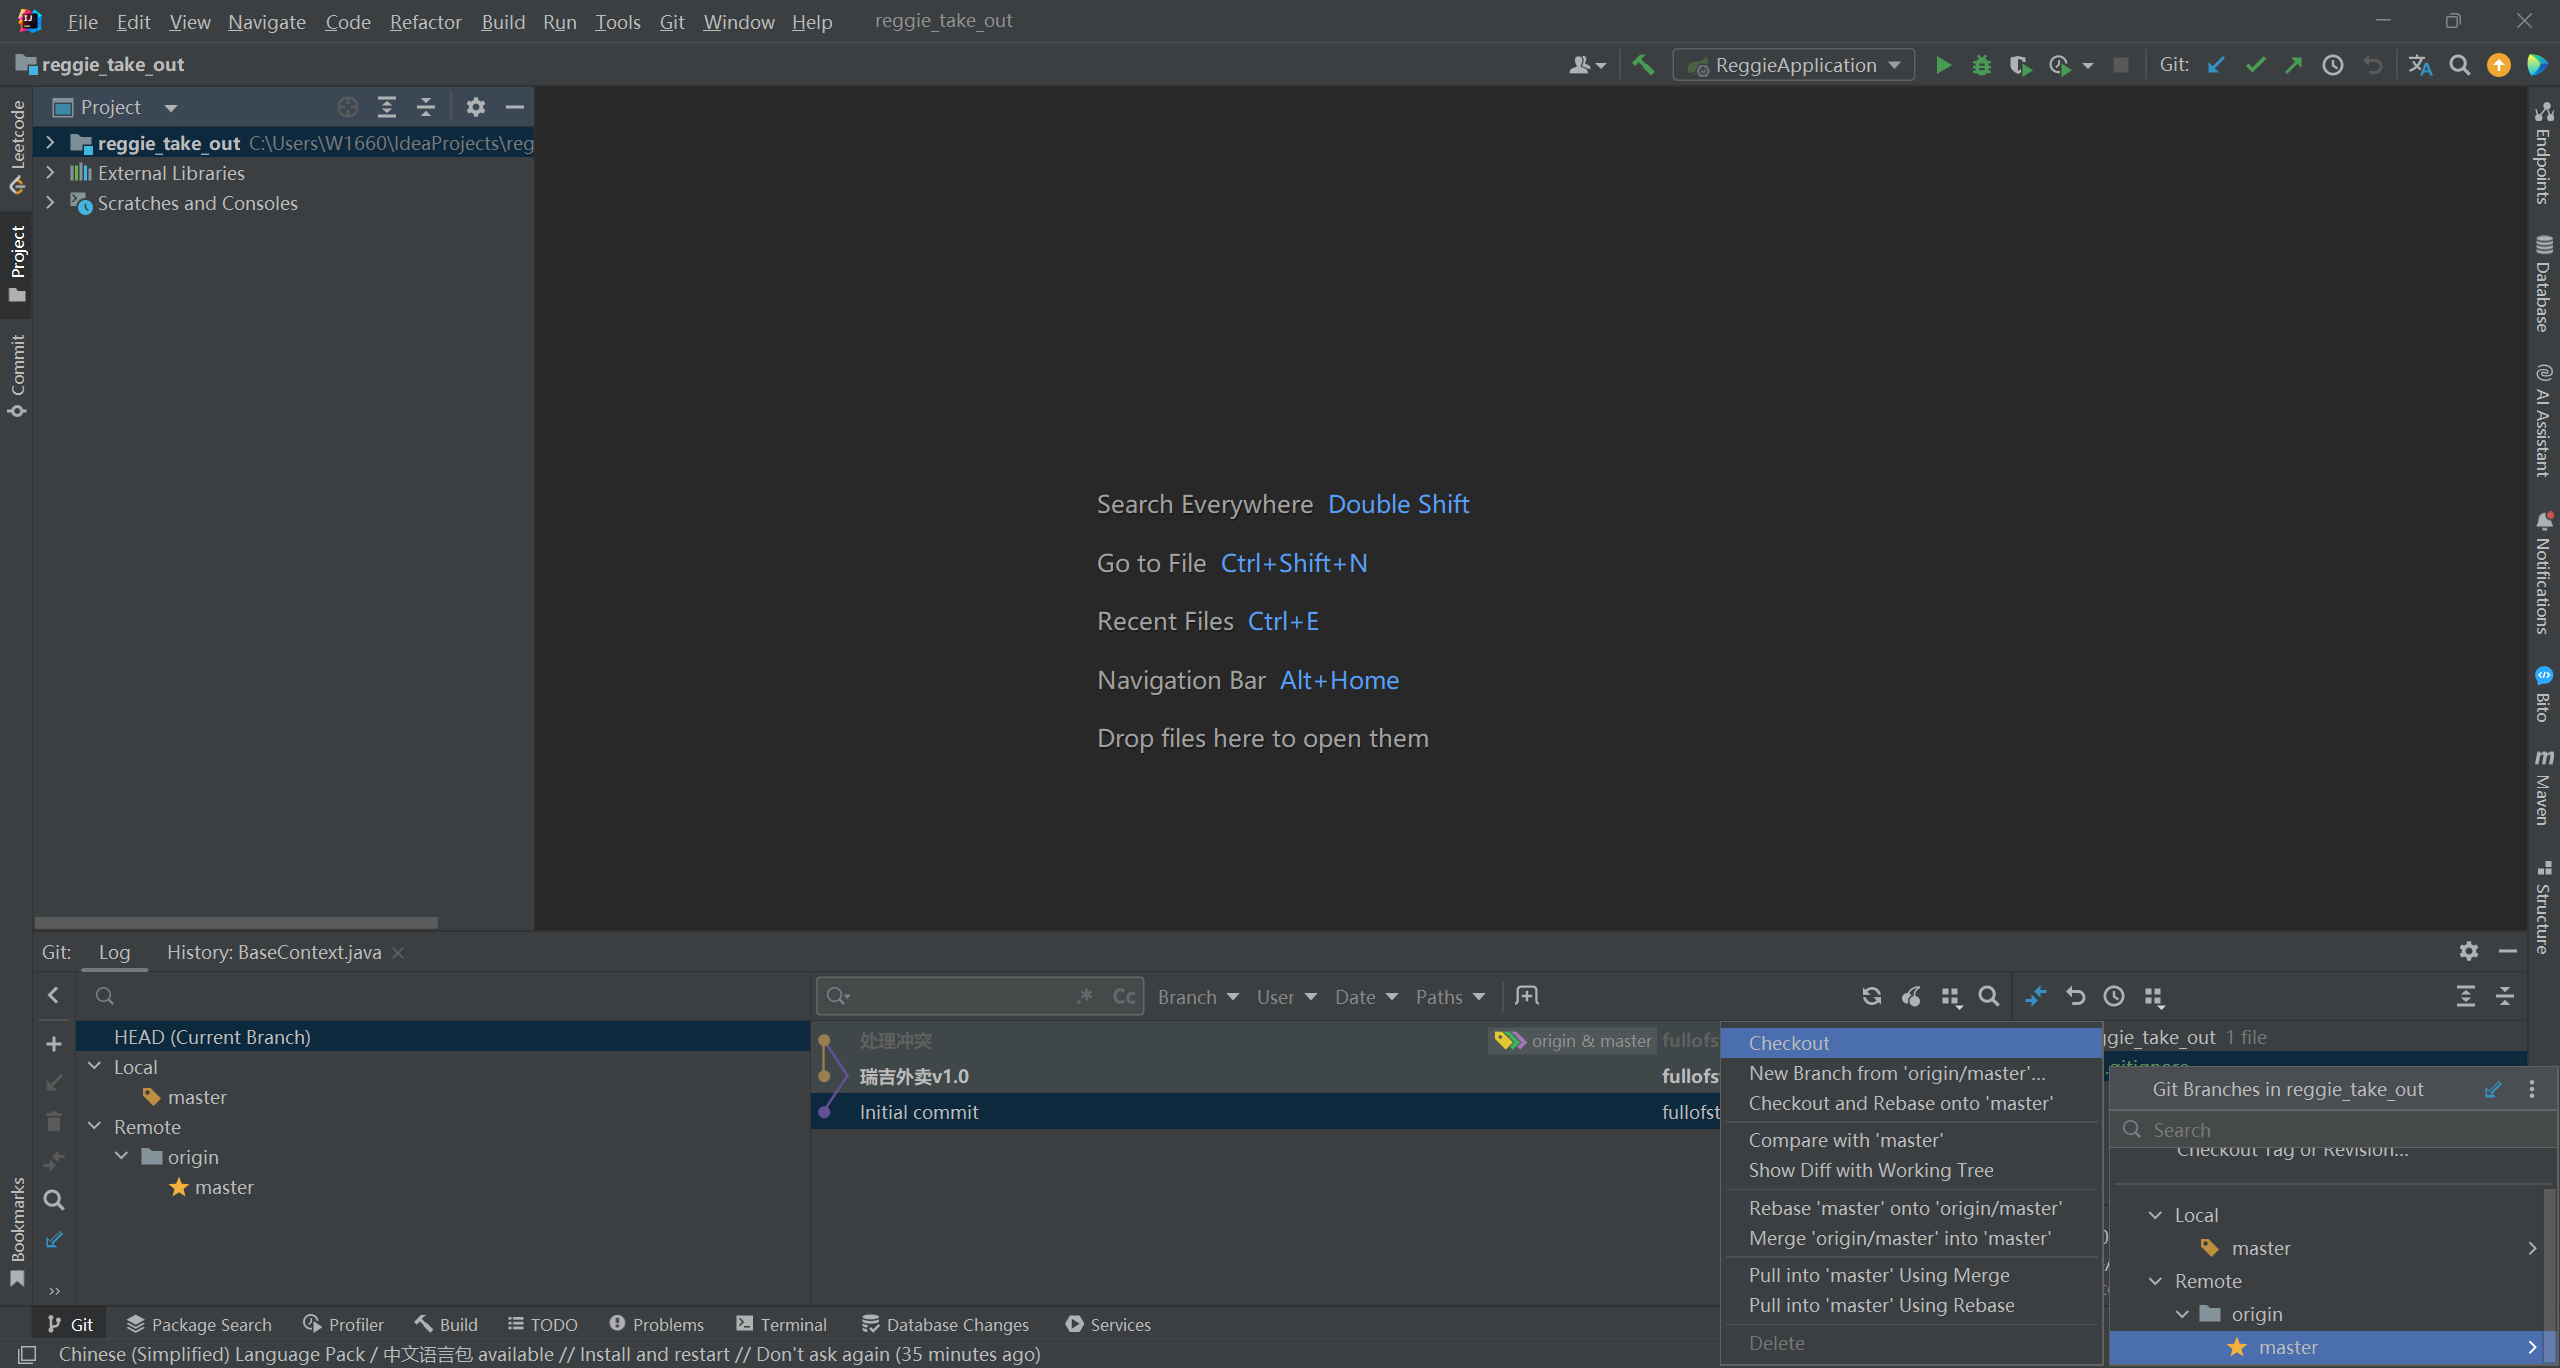 File Edit View Navigate Code Refactor Build Run Tools Git Window Help reggie_take_out
reggie_take_out
ReggieApplication
Git:
Leetcode
Project
Commit
Bookmarks
Project
reggie_take_out C:\Users\W1660\IdeaProjects\reg
External Libraries
Scratches and Consoles
Search Everywhere Double Shift
Go to File Ctrl+Shift+N
Recent Files Ctrl+E
Navigation Bar Alt+Home
Drop files here to open them
Endpoints
Database
AI Assistant
Notifications
Bito
Maven
Structure
Git: Log History: BaseContext.java
HEAD (Current Branch)
Local
master
Remote
origin
master
.* Cc Branch User Date Paths
处理冲突 origin & master fullofs
瑞吉外卖v1.0 fullofs
Initial commit fullofst
Checkout
New Branch from 'origin/master'...
Checkout and Rebase onto 'master'
Compare with 'master'
Show Diff with Working Tree
Rebase 'master' onto 'origin/master'
Merge 'origin/master' into 'master'
Pull into 'master' Using Merge
Pull into 'master' Using Rebase
Delete
gie_take_out 1 file
.gitignore
Git Branches in reggie_take_out
Search
Checkout Tag or Revision...
Local
master
Remote
origin
master
Git Package Search Profiler Build TODO Problems Terminal Database Changes Services
Chinese (Simplified) Language Pack / 中文语言包 available // Install and restart // Don't ask again (35 minutes ago)